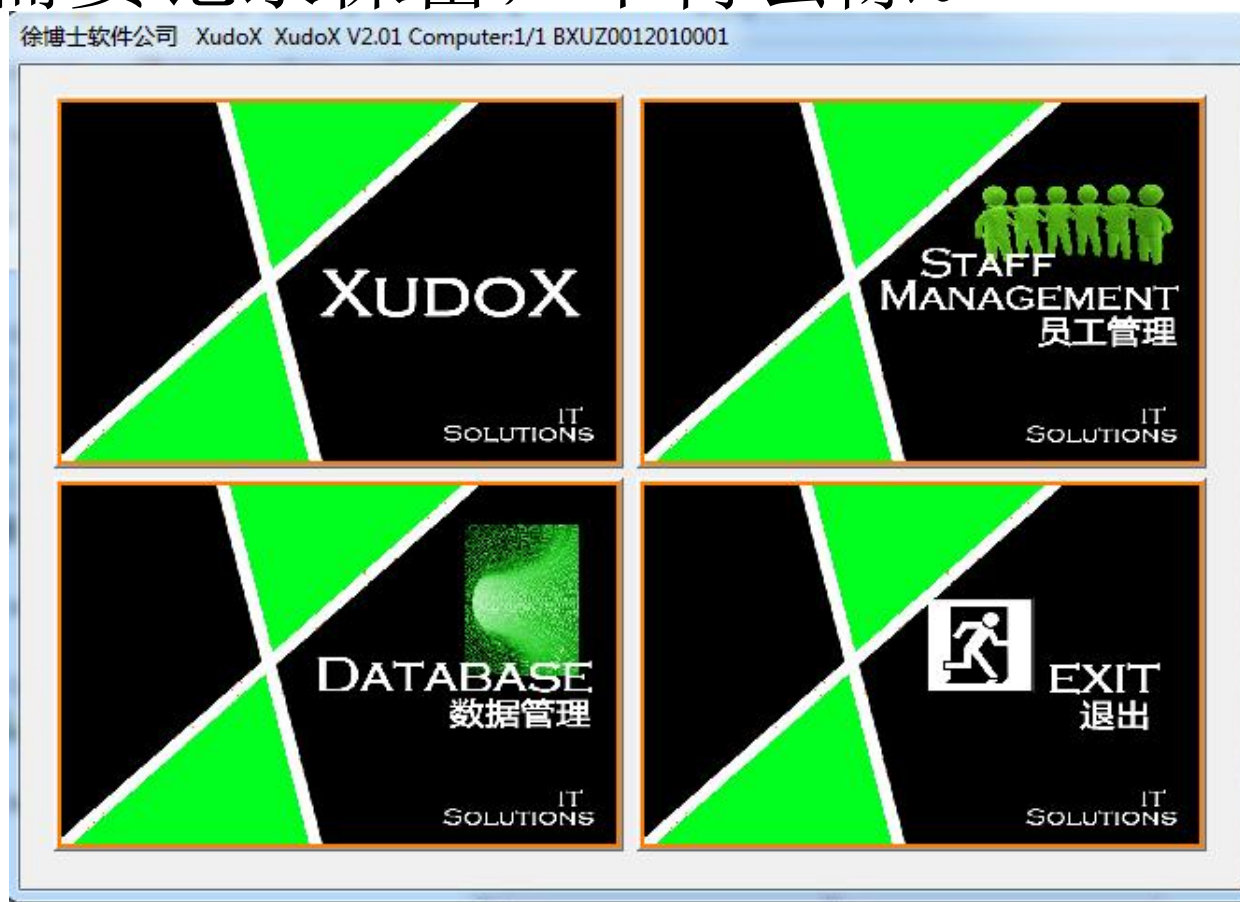 徐博士软件公司 XudoX XudoX V2.01 Computer:1/1 BXUZ0012010001
XUDOX
IT
SOLUTIONS
STAFF
MANAGEMENT
员工管理
IT
SOLUTIONS
DATABASE
数据管理
IT
SOLUTIONS
EXIT
退出
IT
SOLUTIONS